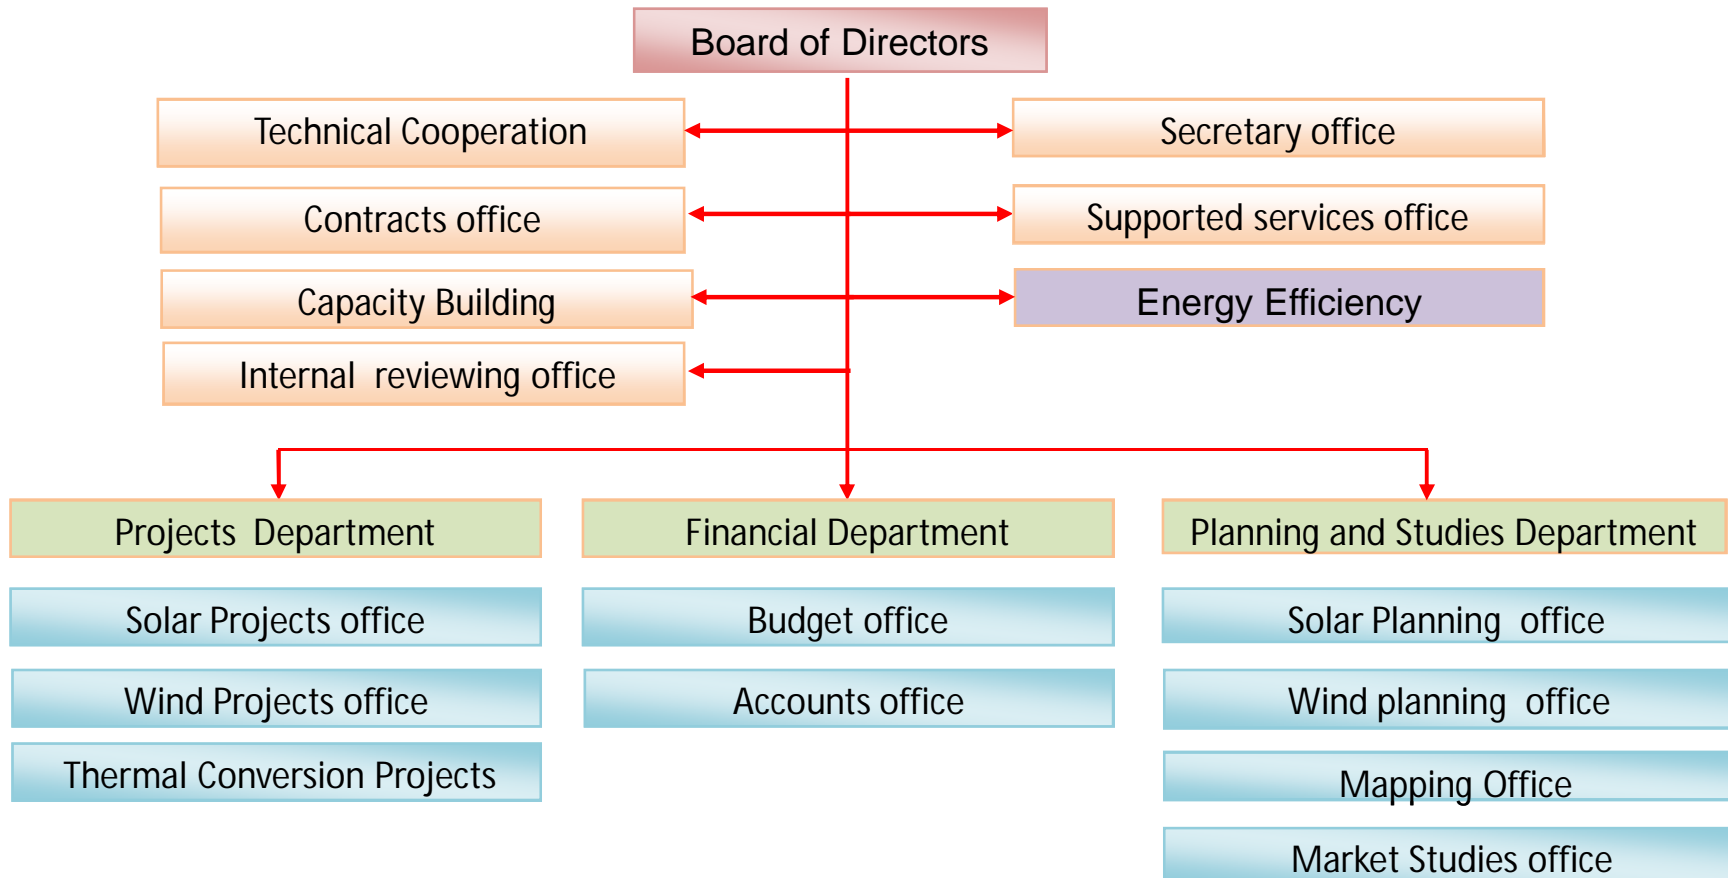 Board of Directors
Technical Cooperation
Secretary office
Contracts office
Supported services office
Capacity Building
Energy Efficiency
Internal reviewing office
Projects Department
Financial Department
Planning and Studies Department
Solar Projects office
Budget office
Solar Planning office
Wind Projects office
Accounts office
Wind planning office
Thermal Conversion Projects
Mapping Office
Market Studies office